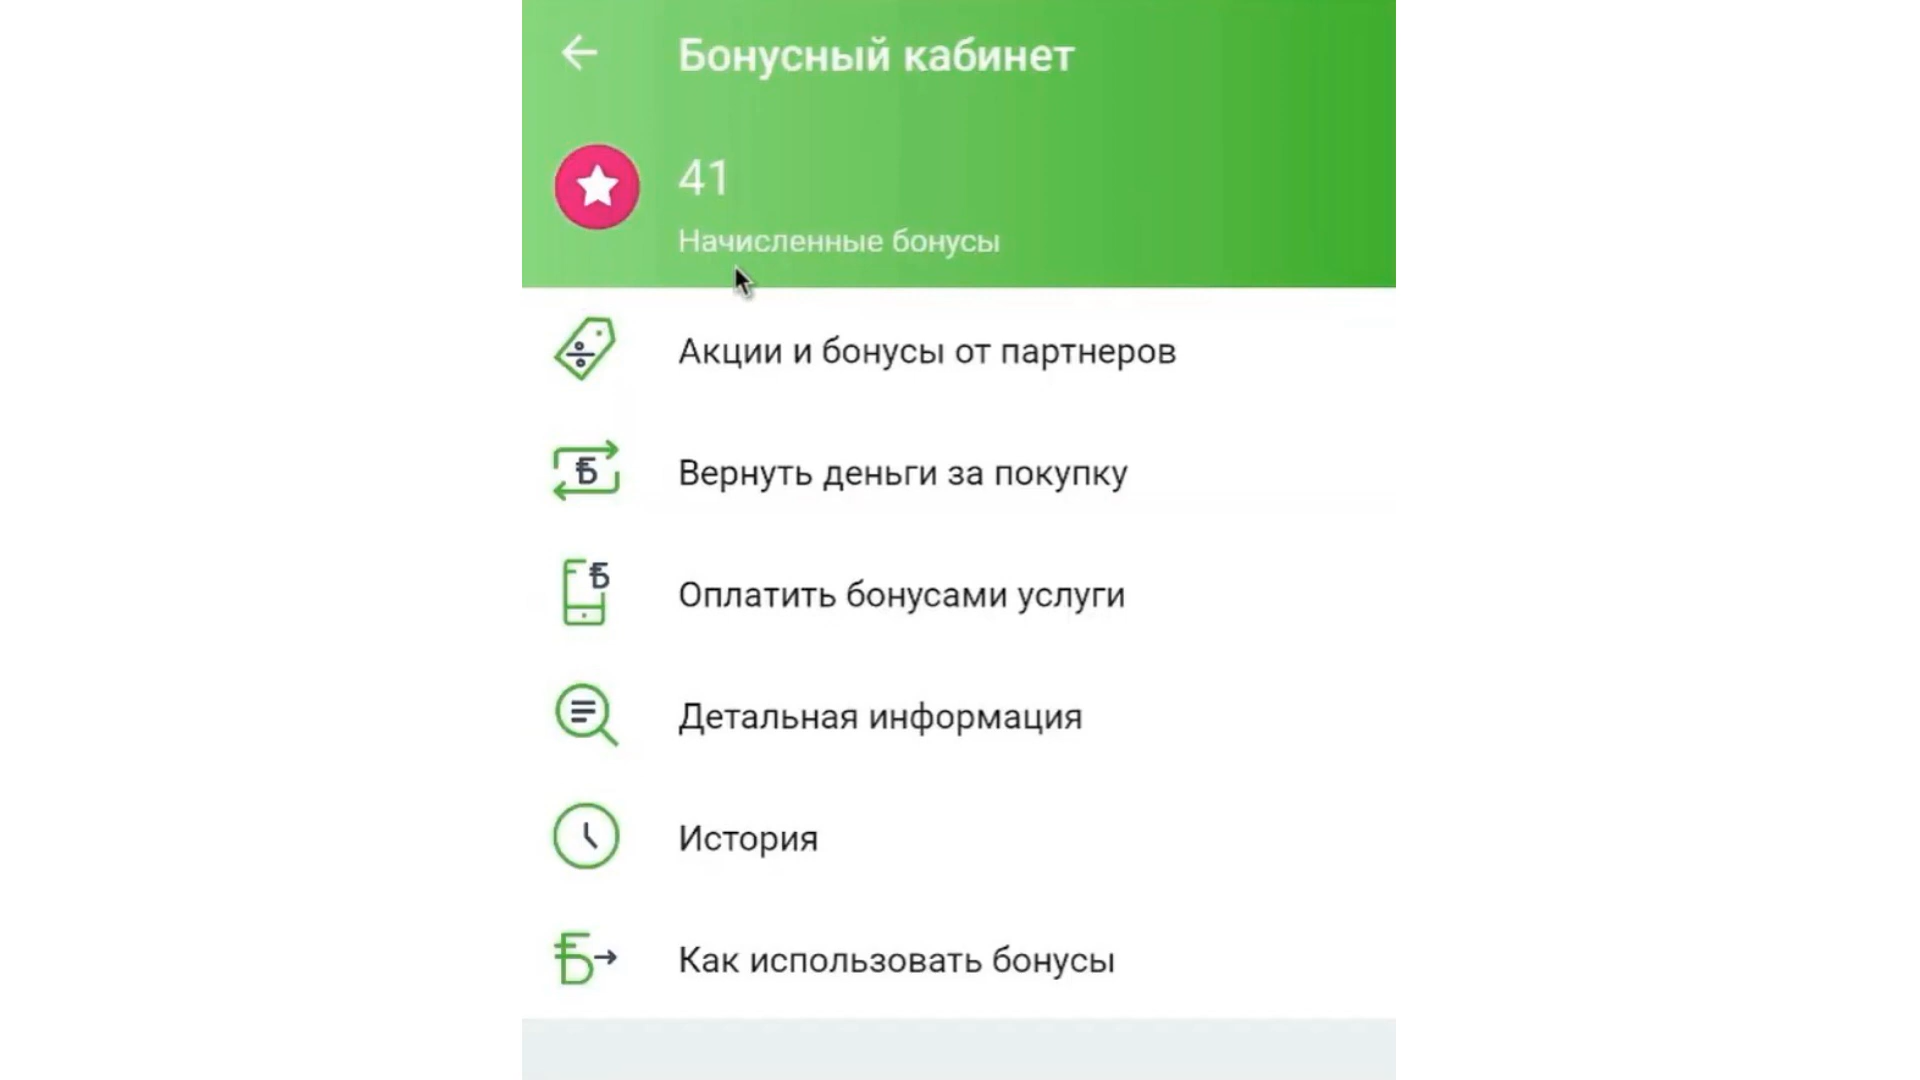 Бонусный кабинет
41
Начисленные бонусы
Акции и бонусы от партнеров
Вернуть деньги за покупку
Оплатить бонусами услуги
Детальная информация
История
Как использовать бонусы